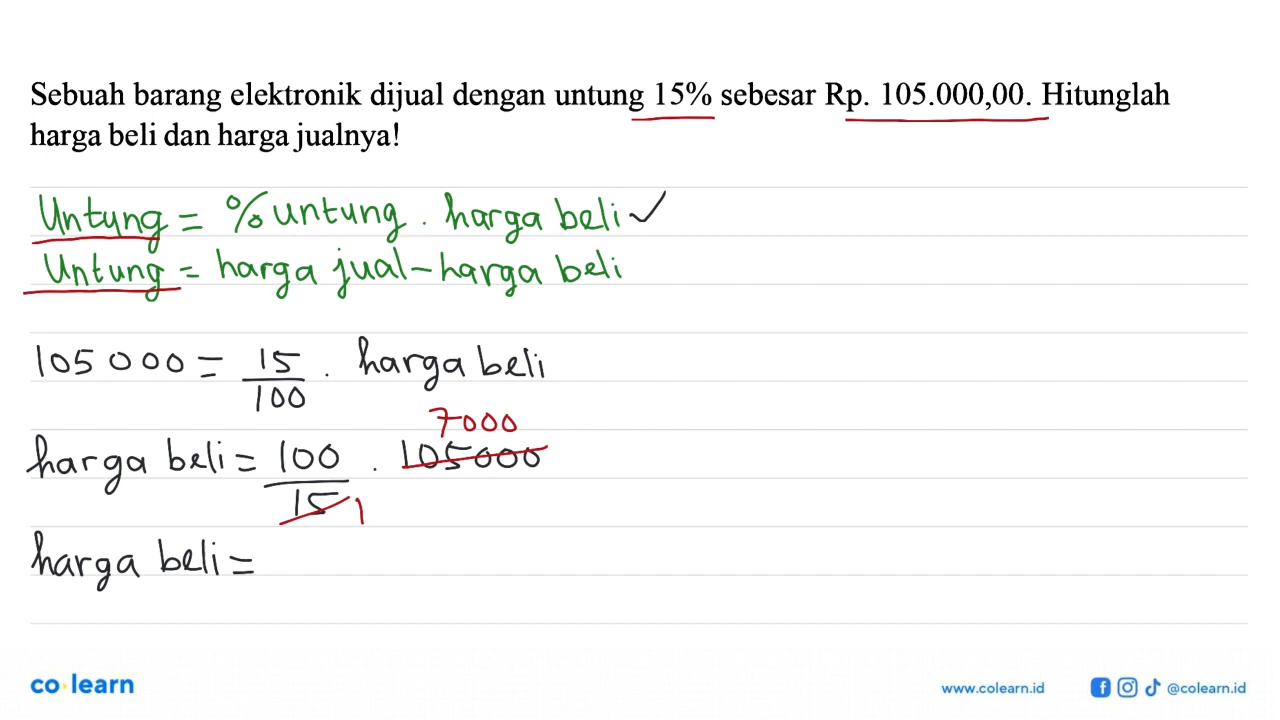 Sebuah barang elektronik dijual dengan untung 15% sebesar Rp. 105.000,00. Hitunglah
harga beli dan harga jualnya!
Untung = % untung . harga beli ✓
Untung = harga jual - harga beli
105 000 = 15/100 . harga beli
7000
harga beli = 100/15 . 105000
1
harga beli =
co learn
www.colearn.id
@colearn.id